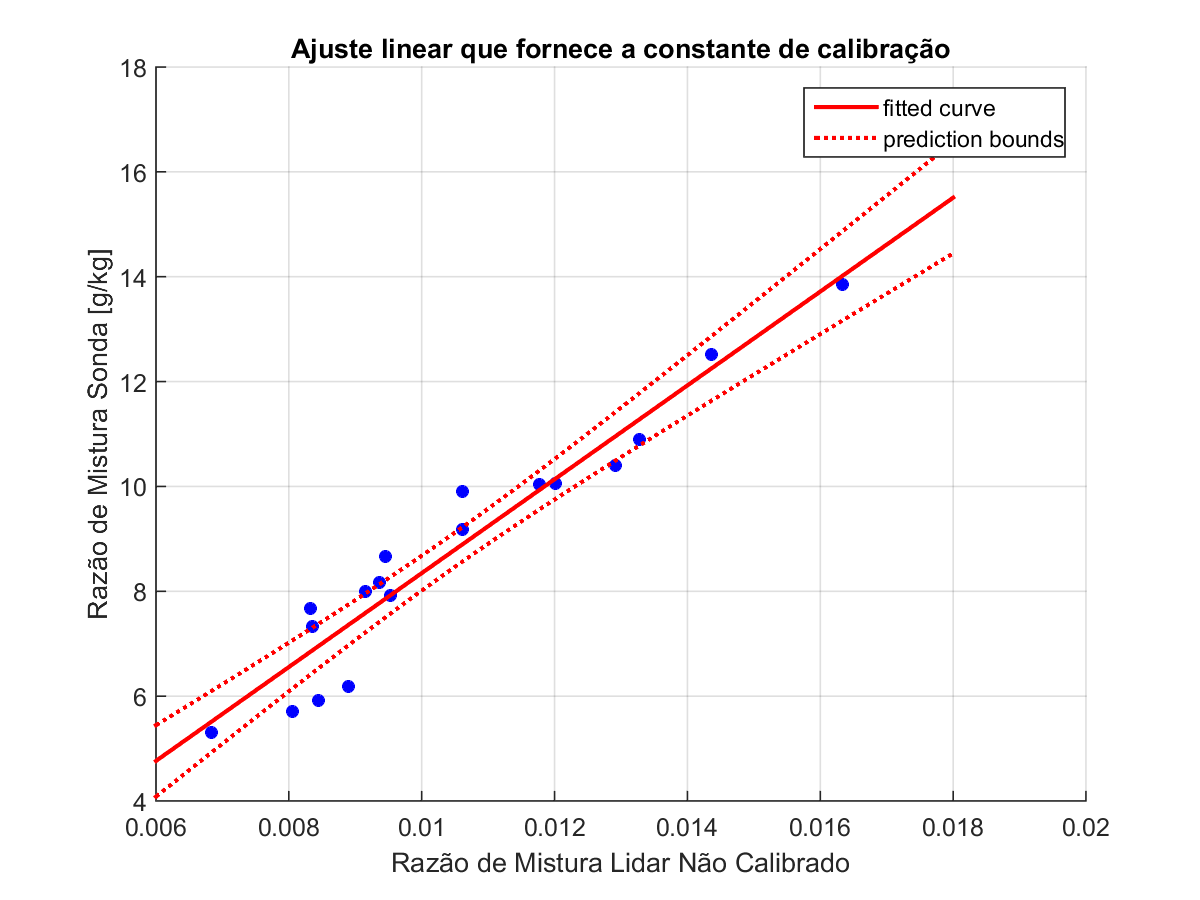 Ajuste linear que fornece a constante de calibração
fitted curve
prediction bounds
18
16
14
12
10
8
6
4
Razão de Mistura Sonda [g/kg]
0.006 0.008 0.01 0.012 0.014 0.016 0.018 0.02
Razão de Mistura Lidar Não Calibrado